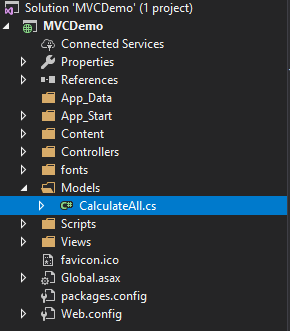 Solution 'MVCDemo' (1 project)
MVCDemo
Connected Services
Properties
References
App_Data
App_Start
Content
Controllers
fonts
Models
C# CalculateAll.cs
Scripts
Views
favicon.ico
Global.asax
packages.config
Web.config